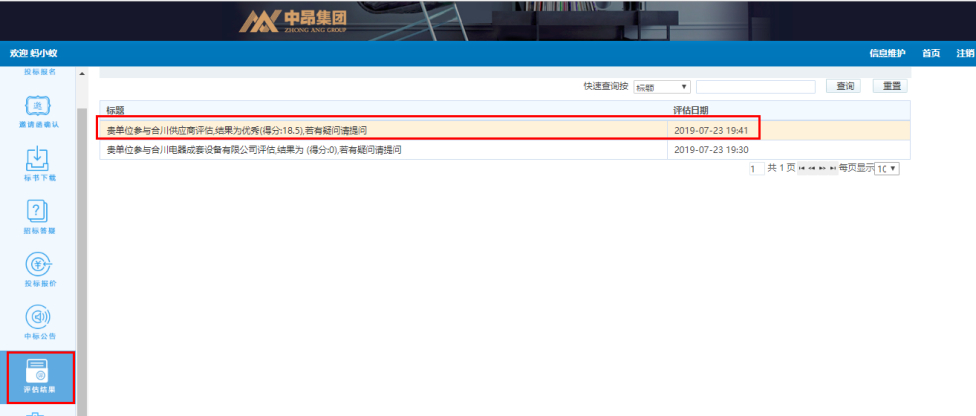 中昂集团
ZHONG ANG GROUP
欢迎 蚂小蚁
信息维护 首页 注销
投标报名
快速查询按 标题 查询 重置
邀请函确认
标题 评估日期
贵单位参与合川供应商评估,结果为优秀(得分:18.5),若有疑问请提问 2019-07-23 19:41
贵单位参与合川电器成套设备有限公司评估,结果为 (得分:0),若有疑问请提问 2019-07-23 19:30
1 共 1 页 每页显示 10
标书下载
招标答疑
投标报价
中标公告
评估结果